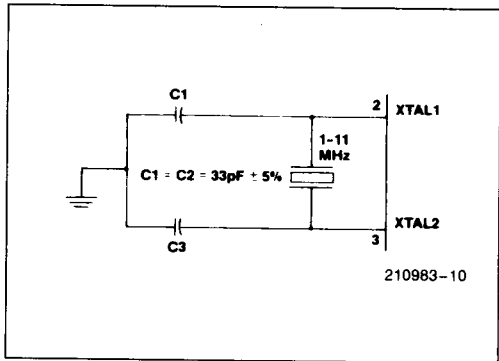 C1
2 XTAL1
1-11
MHz
C1 = C2 = 33pF ± 5%
XTAL2
3
C3
210983-10